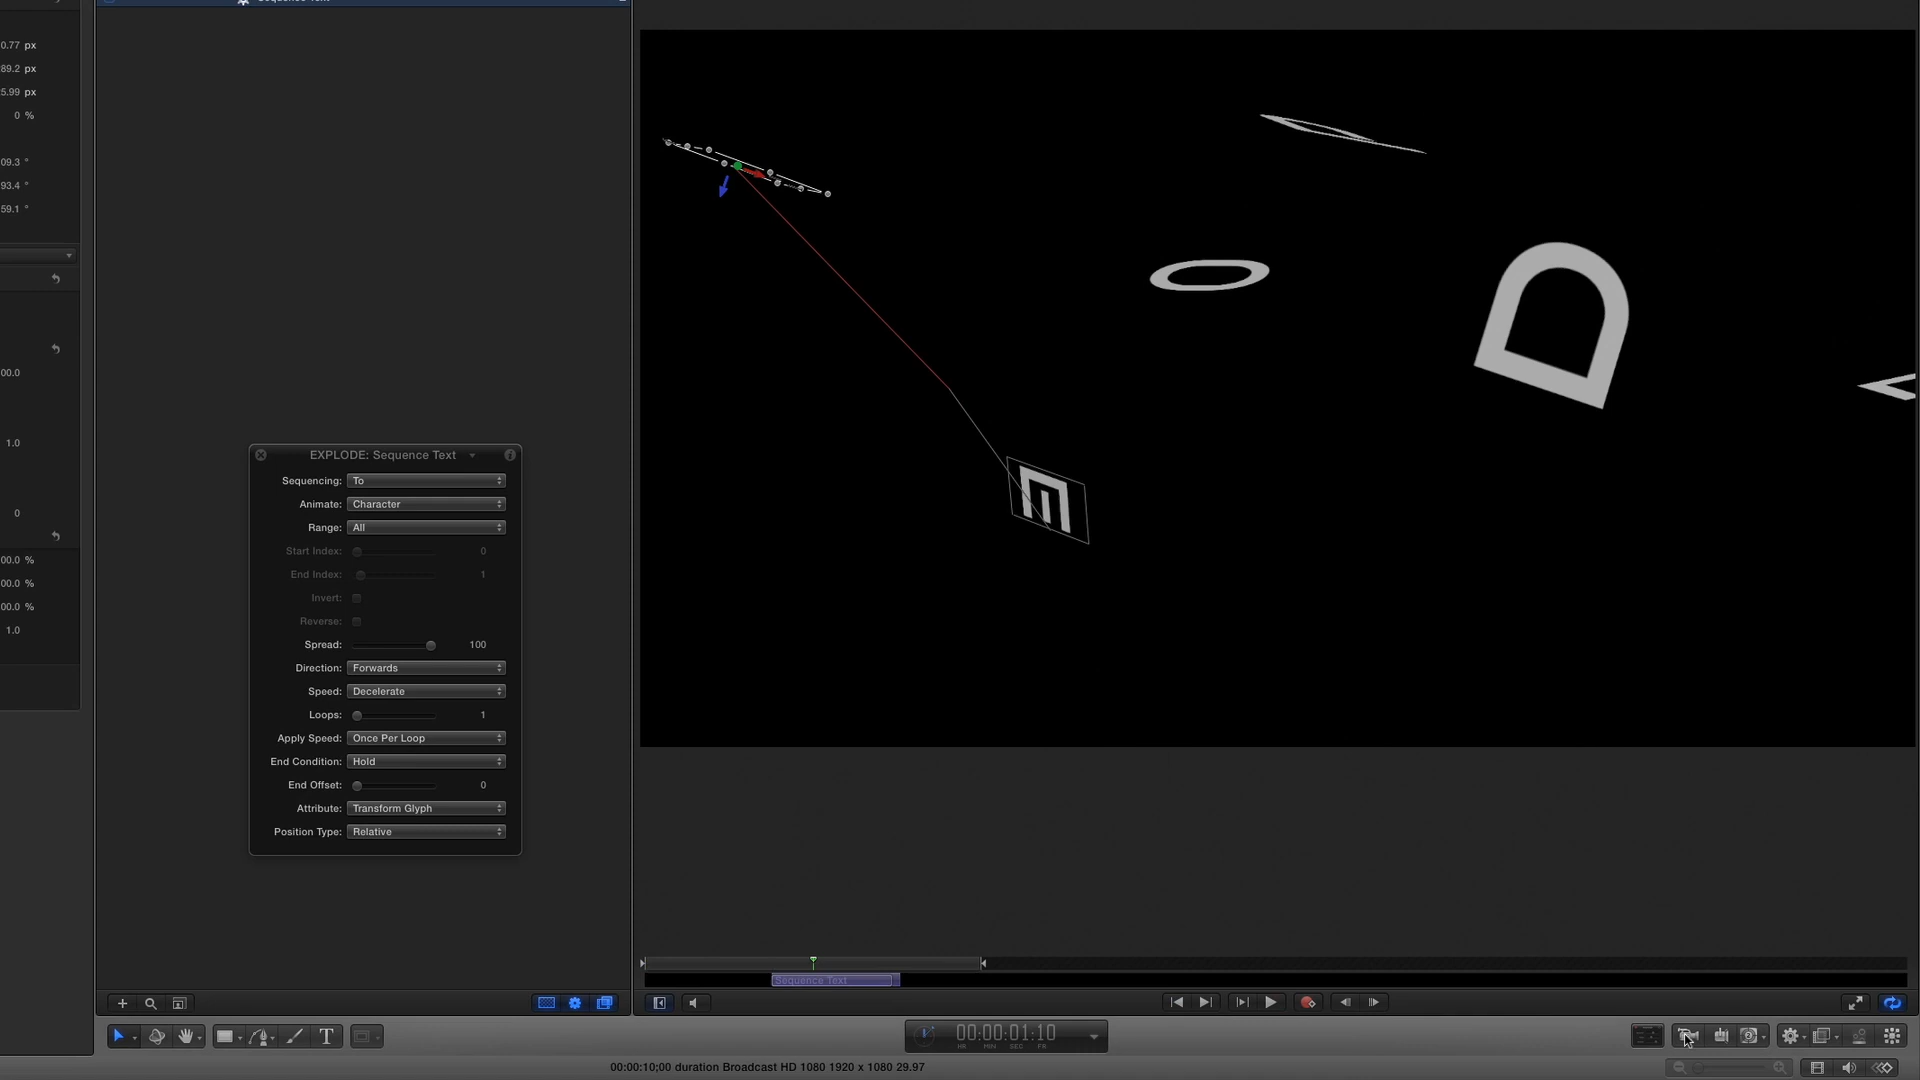 0.77 px
89.2 px
5.99 px
0 %
09.3 °
93.4 °
59.1 °
00.0
1.0
0
00.0 %
00.0 %
00.0 %
1.0
EXPLODE: Sequence Text
Sequencing: To
Animate: Character
Range: All
Start Index: 0
End Index: 1
Invert:
Reverse:
Spread: 100
Direction: Forwards
Speed: Decelerate
Loops: 1
Apply Speed: Once Per Loop
End Condition: Hold
End Offset: 0
Attribute: Transform Glyph
Position Type: Relative
D
Sequence Text
T
00:00:01:10
HR MIN SEC FR
00:00:10;00 duration Broadcast HD 1080 1920 x 1080 29.97